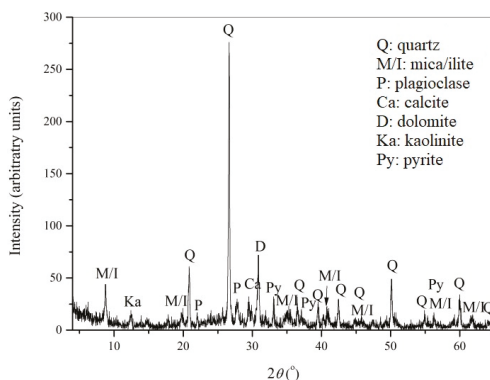 300
250
200
150
100
50
0
Intensity (arbitratry units)
Q: quartz
M/I: mica/ilite
P: plagioclase
Ca: calcite
D: dolomite
Ka: kaolinite
Py: pyrite
Q
M/I
Ka
M/I
Q
P
P
Ca
D
Py
M/I
Q
Py
Q
M/I
Q
M/I
Q
Q
Q
Py
M/I
Q
M/I
Q
10
20
30
40
50
60
2θ(°)